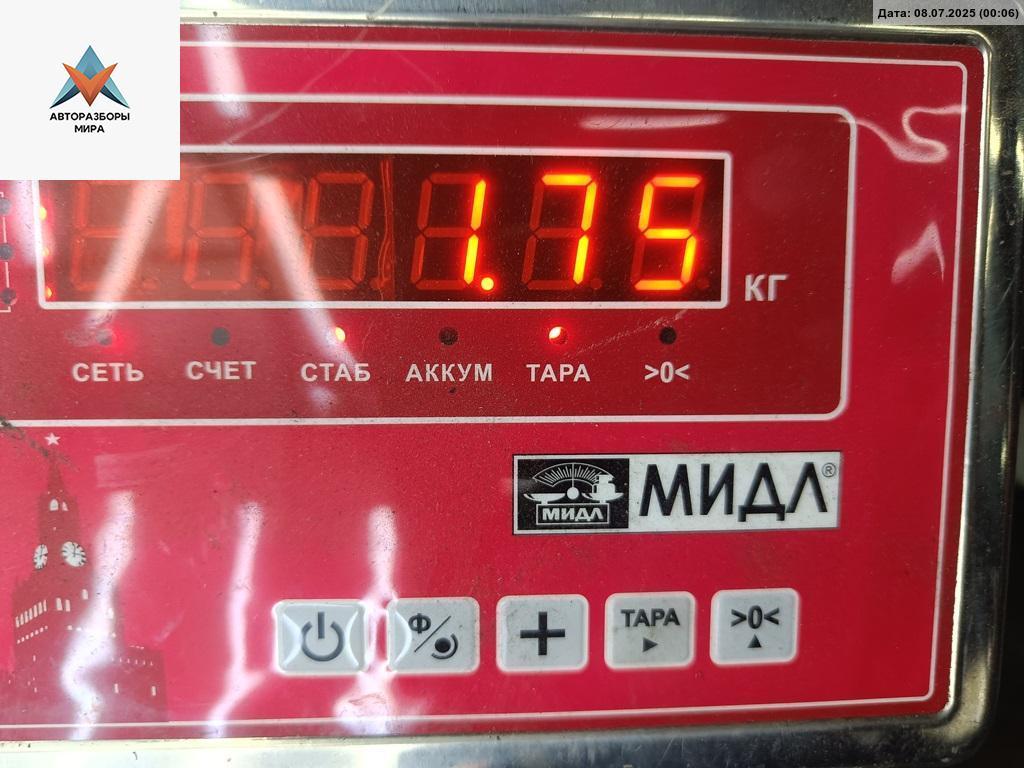 Дата: 08.07.2025 (00:06)
АВТОРАЗБОРЫ
МИРА
1.75
КГ
СЕТЬ СЧЕТ СТАБ АККУМ ТАРА >0<
МИДЛ МИДЛ®
Ф ТАРА >0<